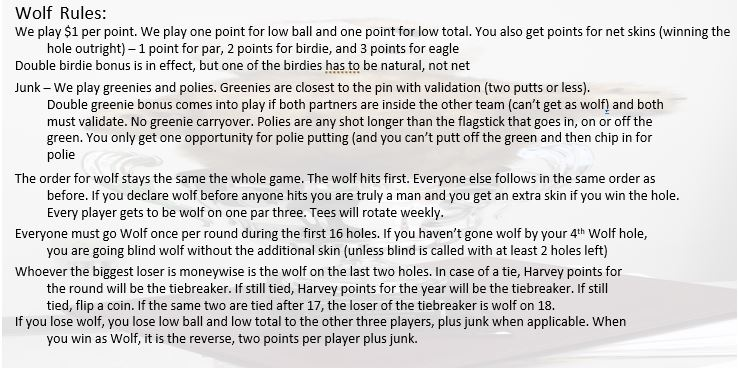 Wolf Rules:
We play $1 per point. We play one point for low ball and one point for low total. You also get points for net skins (winning the
hole outright) – 1 point for par, 2 points for birdie, and 3 points for eagle
Double birdie bonus is in effect, but one of the birdies has to be natural, not net
Junk – We play greenies and polies. Greenies are closest to the pin with validation (two putts or less).
Double greenie bonus comes into play if both partners are inside the other team (can't get as wolf) and both
must validate. No greenie carryover. Polies are any shot longer than the flagstick that goes in, on or off the
green. You only get one opportunity for polie putting (and you can't putt off the green and then chip in for
polie
The order for wolf stays the same the whole game. The wolf hits first. Everyone else follows in the same order as
before. If you declare wolf before anyone hits you are truly a man and you get an extra skin if you win the hole.
Every player gets to be wolf on one par three. Tees will rotate weekly.
Everyone must go Wolf once per round during the first 16 holes. If you haven't gone wolf by your 4th Wolf hole,
you are going blind wolf without the additional skin (unless blind is called with at least 2 holes left)
Whoever the biggest loser is moneywise is the wolf on the last two holes. In case of a tie, Harvey points for
the round will be the tiebreaker. If still tied, Harvey points for the year will be the tiebreaker. If still
tied, flip a coin. If the same two are tied after 17, the loser of the tiebreaker is wolf on 18.
If you lose wolf, you lose low ball and low total to the other three players, plus junk when applicable. When
you win as Wolf, it is the reverse, two points per player plus junk.